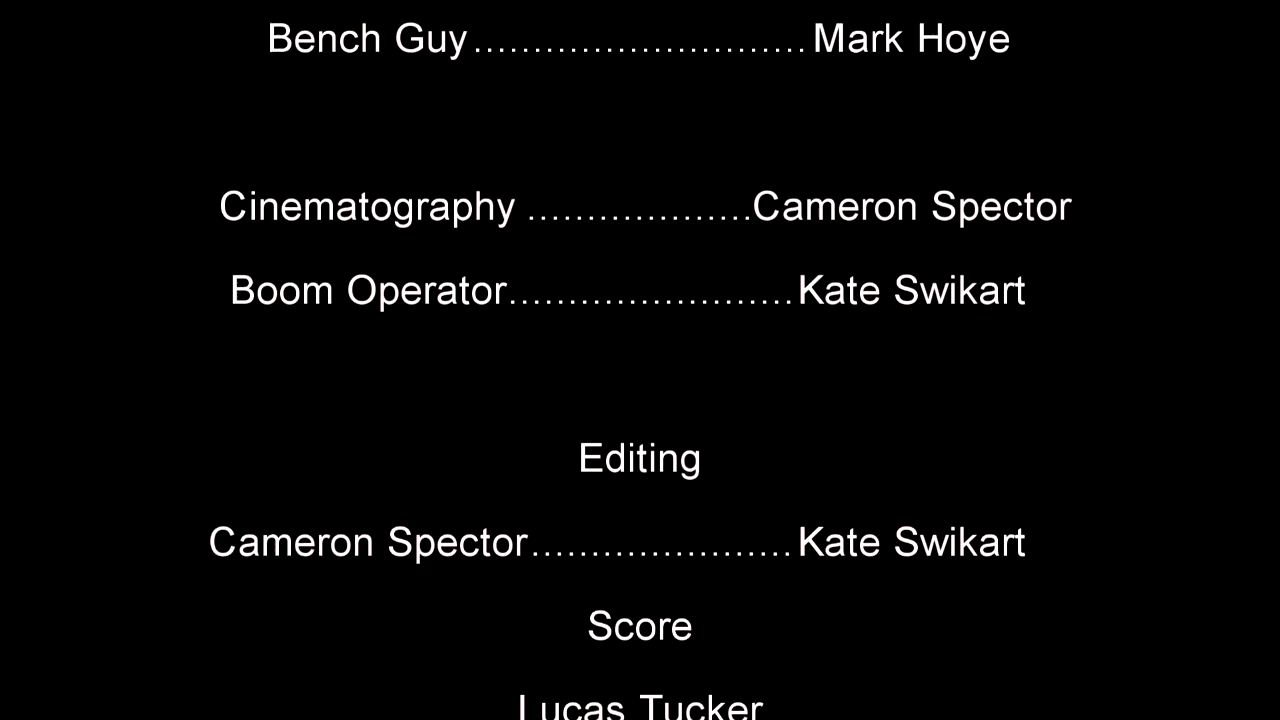 Bench Guy............................ Mark Hoye
Cinematography ...................Cameron Spector
Boom Operator........................Kate Swikart
Editing
Cameron Spector......................Kate Swikart
Score
Lucas Tucker